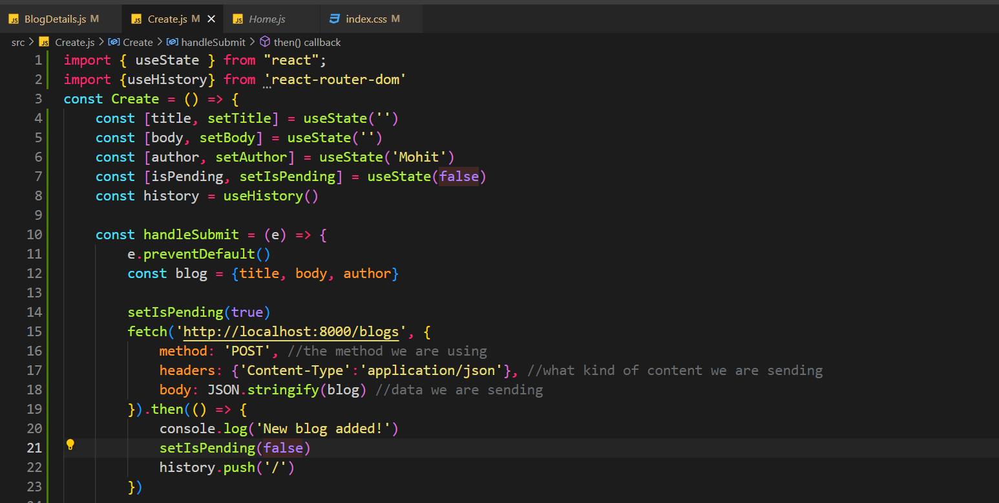 JS BlogDetails.js M JS Create.js M JS Home.js index.css M
src > JS Create.js > Create > handleSubmit > then() callback
1 import { useState } from "react";
2 import {useHistory} from 'react-router-dom'
3 const Create = () => {
4 const [title, setTitle] = useState('')
5 const [body, setBody] = useState('')
6 const [author, setAuthor] = useState('Mohit')
7 const [isPending, setIsPending] = useState(false)
8 const history = useHistory()
9
10 const handleSubmit = (e) => {
11 e.preventDefault()
12 const blog = {title, body, author}
13
14 setIsPending(true)
15 fetch('http://localhost:8000/blogs', {
16 method: 'POST', //the method we are using
17 headers: {'Content-Type':'application/json'}, //what kind of content we are sending
18 body: JSON.stringify(blog) //data we are sending
19 }).then(() => {
20 console.log('New blog added!')
21 setIsPending(false)
22 history.push('/')
23 })